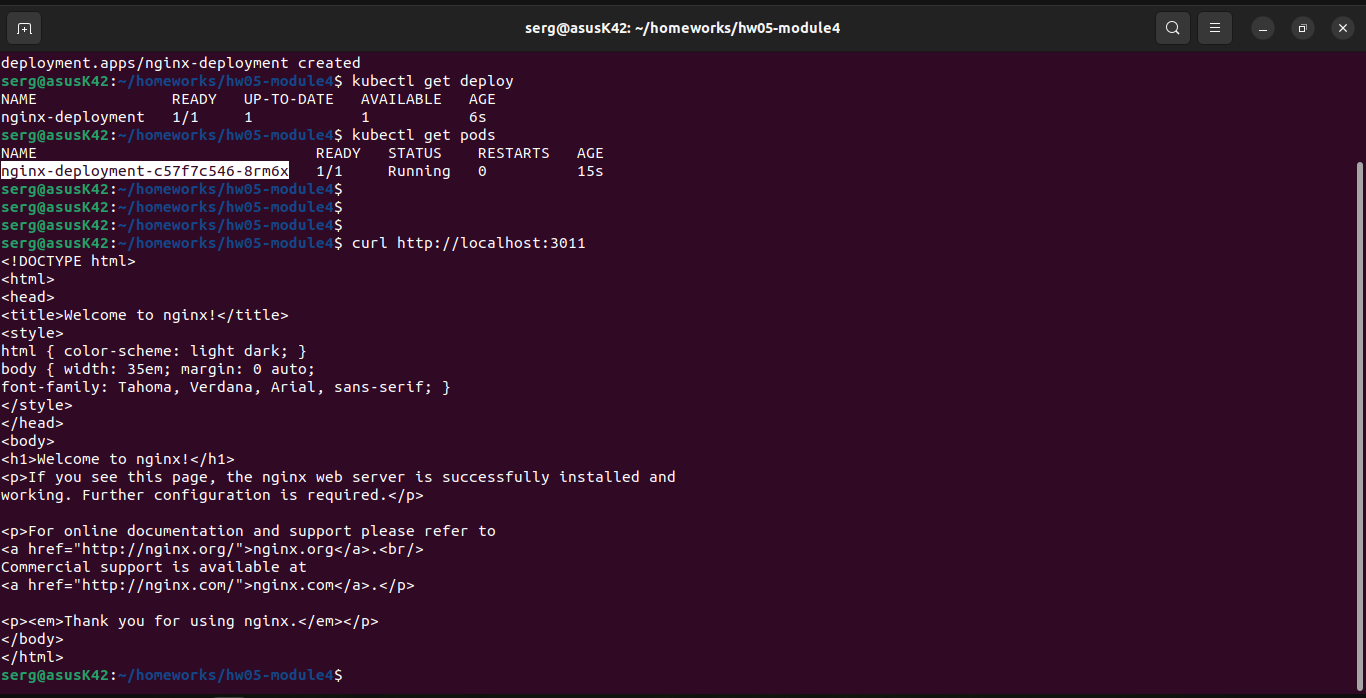 serg@asusK42: ~/homeworks/hw05-module4
deployment.apps/nginx-deployment created
serg@asusK42:~/homeworks/hw05-module4$ kubectl get deploy
NAME               READY   UP-TO-DATE   AVAILABLE   AGE
nginx-deployment   1/1     1            1           6s
serg@asusK42:~/homeworks/hw05-module4$ kubectl get pods
NAME                               READY   STATUS    RESTARTS   AGE
nginx-deployment-c57f7c546-8rm6x   1/1     Running   0          15s
serg@asusK42:~/homeworks/hw05-module4$
serg@asusK42:~/homeworks/hw05-module4$
serg@asusK42:~/homeworks/hw05-module4$
serg@asusK42:~/homeworks/hw05-module4$ curl http://localhost:3011
<!DOCTYPE html>
<html>
<head>
<title>Welcome to nginx!</title>
<style>
html { color-scheme: light dark; }
body { width: 35em; margin: 0 auto;
font-family: Tahoma, Verdana, Arial, sans-serif; }
</style>
</head>
<body>
<h1>Welcome to nginx!</h1>
<p>If you see this page, the nginx web server is successfully installed and
working. Further configuration is required.</p>

<p>For online documentation and support please refer to
<a href="http://nginx.org/">nginx.org</a>.<br/>
Commercial support is available at
<a href="http://nginx.com/">nginx.com</a>.</p>

<p><em>Thank you for using nginx.</em></p>
</body>
</html>
serg@asusK42:~/homeworks/hw05-module4$